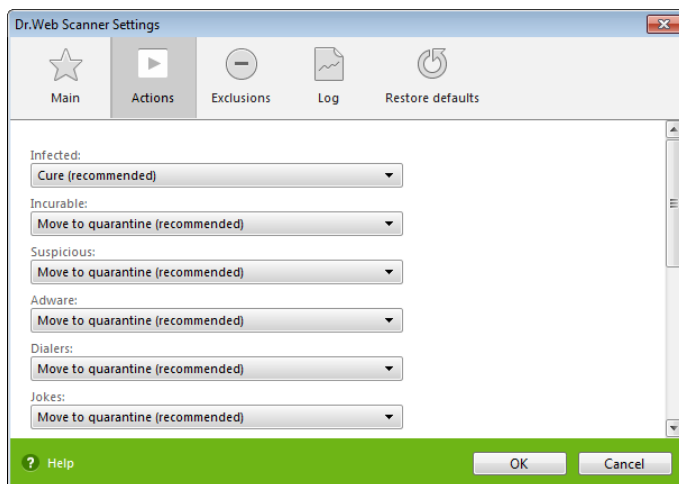 Dr.Web Scanner Settings
Main Actions Exclusions Log Restore defaults
Infected:
Cure (recommended)
Incurable:
Move to quarantine (recommended)
Suspicious:
Move to quarantine (recommended)
Adware:
Move to quarantine (recommended)
Dialers:
Move to quarantine (recommended)
Jokes:
Move to quarantine (recommended)
? Help OK Cancel